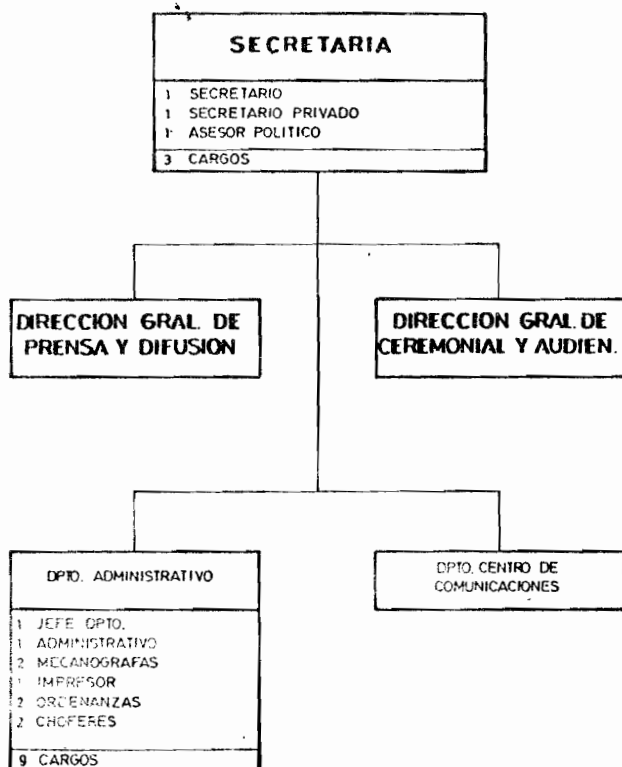 SECRETARIA
1 SECRETARIO
1 SECRETARIO PRIVADO
1 ASESOR POLITICO
3 CARGOS
DIRECCION GRAL. DE
PRENSA Y DIFUSION
DIRECCION GRAL. DE
CEREMONIAL Y AUDIEN.
DPTO. ADMINISTRATIVO
1 JEFE DPTO.
1 ADMINISTRATIVO
2 MECANOGRAFAS
1 IMPRESOR
2 ORDENANZAS
2 CHOFERES
9 CARGOS
DPTO. CENTRO DE
COMUNICACIONES